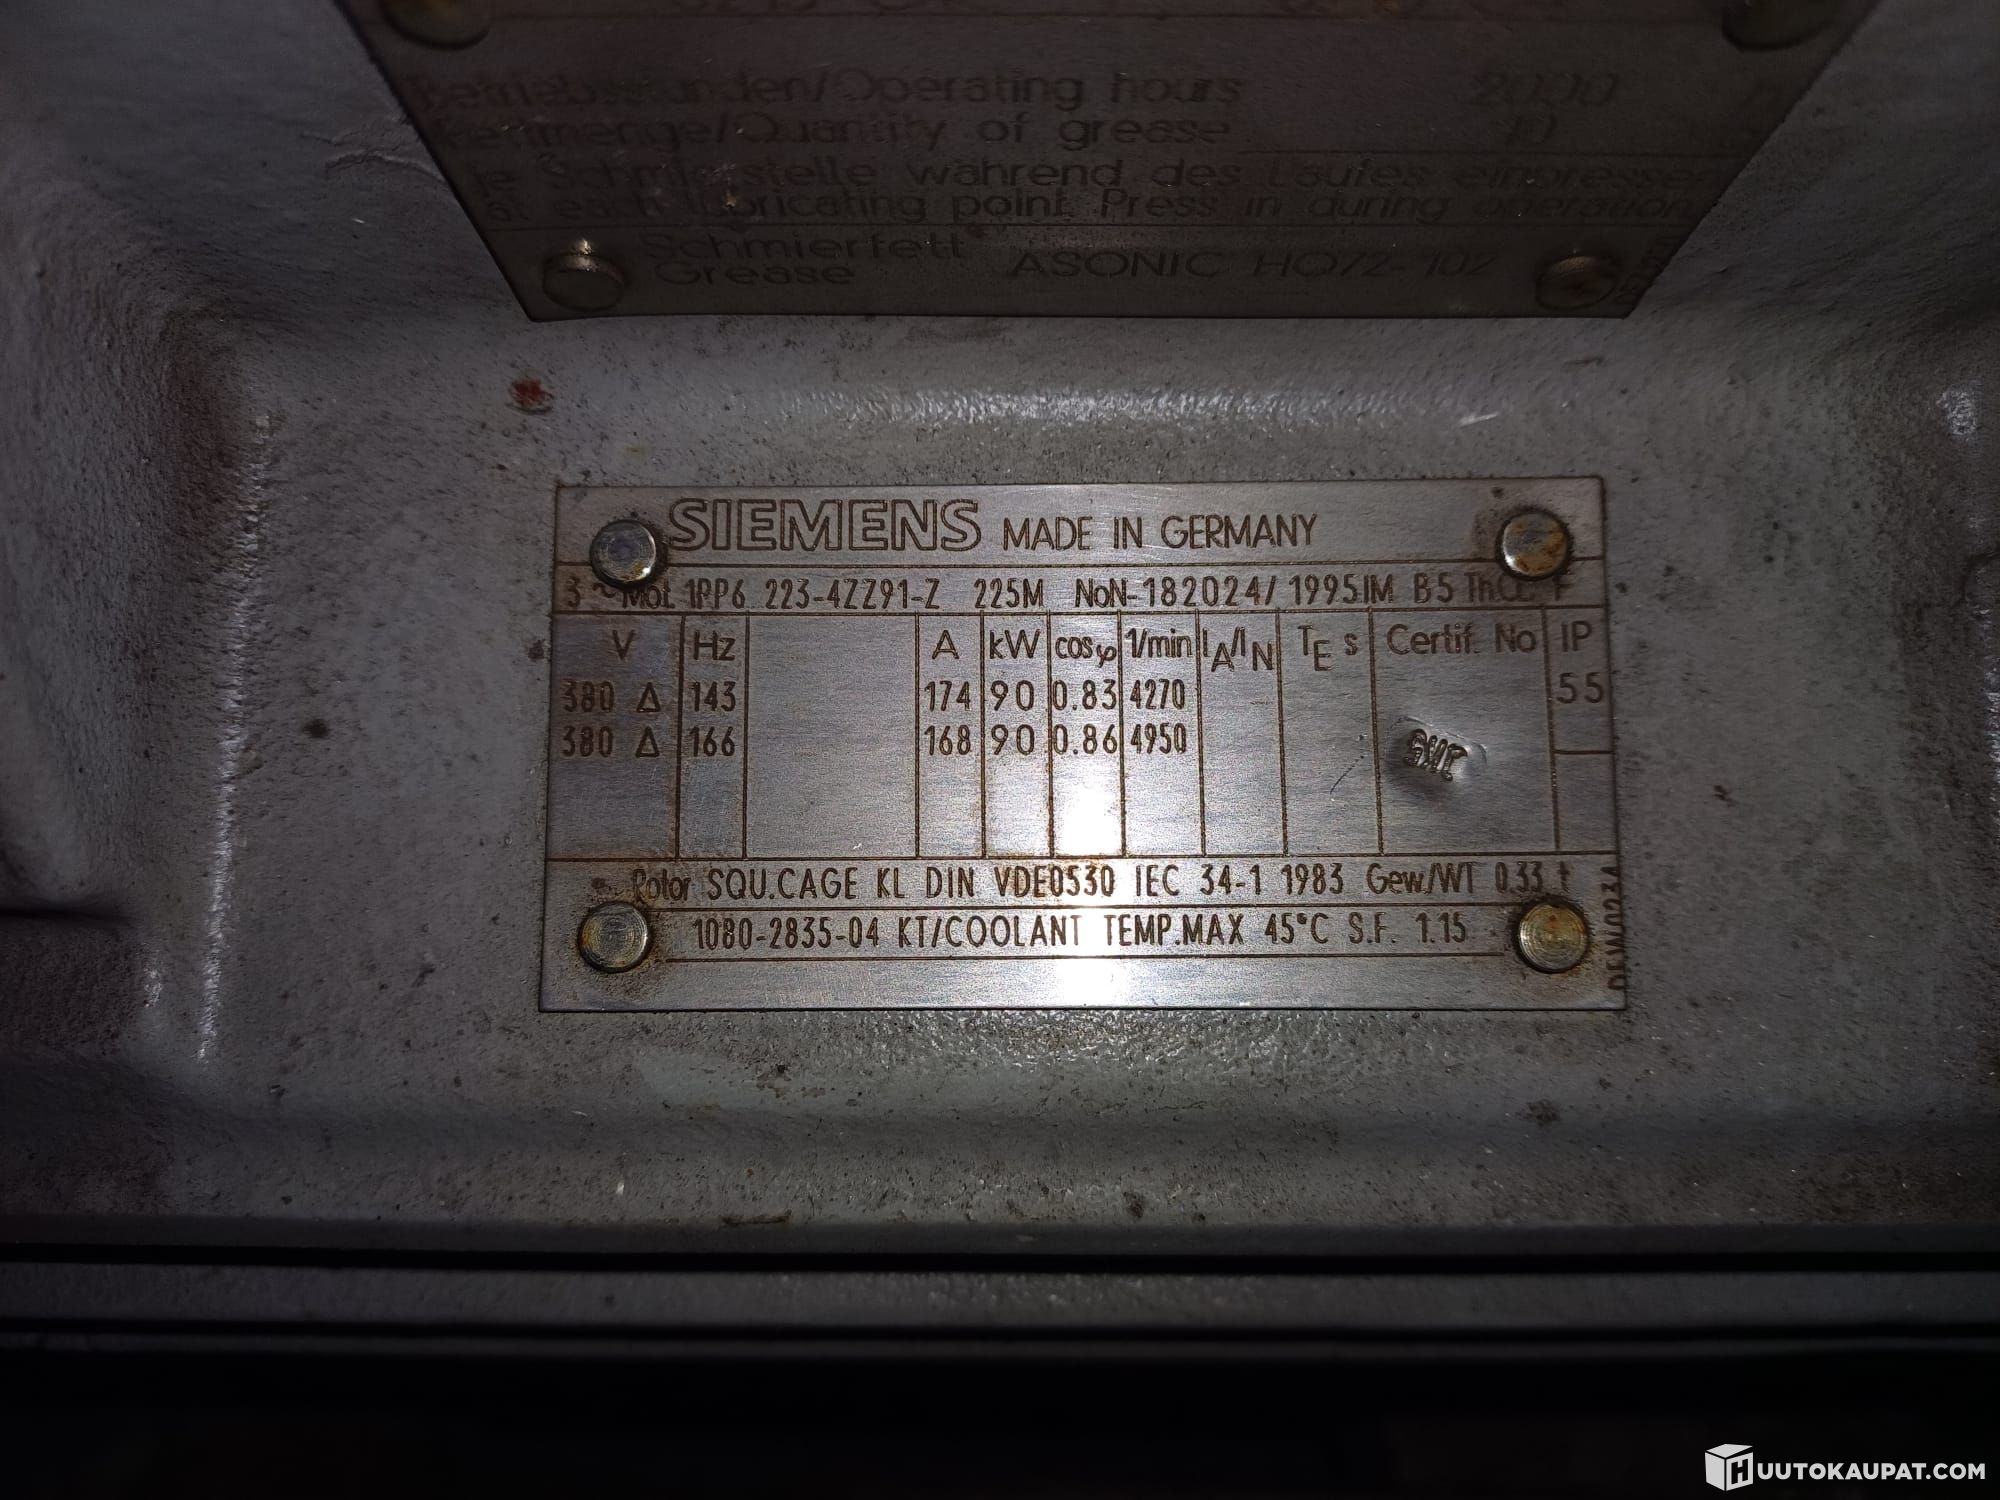 Betriebsstunden/Operating hours 2000
Fettmenge/Quantity of grease 10
je Schmierstelle während des Laufes einpressen
at each lubricating point. Press in during operation
Schmierfett
Grease ASONIC HQ72-102
SIEMENS MADE IN GERMANY
3 ~ Mot. 1PP6 223-4ZZ91-Z 225M NoN-182024/ 1995 IM B5 Th.Cl. F
V Hz A kW cosφ 1/min IA/IN TE s Certif. No IP
380 Δ 143 174 90 0.83 4270 55
380 Δ 166 168 90 0.86 4950
Rotor SQU.CAGE KL DIN VDE0530 IEC 34-1 1983 Gew./WT 0.33 t
1080-2835-04 KT/COOLANT TEMP.MAX 45°C S.F. 1.15
HUUTOKAUPAT.COM